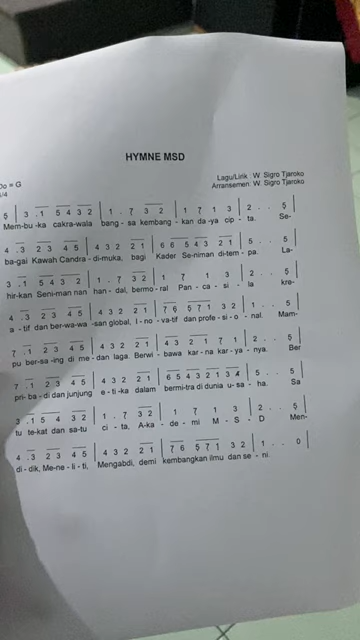 HYMNE MSD
Do = G
4/4
Lagu/Lirik : W. Sigro Tjaroko
Arransemen : W. Sigro Tjaroko
5 | 3 . 1 5 4 3 2 | 1 . 7 3 2 | 1 7 1 3 | 2 . . 5 |
Mem- bu -ka cakra-wala bang - sa kembang - kan da -ya cip - ta. Se-
4 . 3 2 3 4 5 | 4 3 2 2 1 | 6 6 5 4 3 2 1 | 5 . . 5 |
bagai Kawah Candra - dimuka, bagi Kader Se-niman di-tem - pa. La-
3 . 1 5 4 3 2 | 1 . 7 3 2 | 1 7 1 3 | 2 . . 5 |
hir-kan Seni-man nan han - dal, bermo-ral Pan - ca - si - la kre-
4 . 3 2 3 4 5 | 4 3 2 2 1 | 7 6 5 7 1 3 2 | 1 . . 5 |
a - tif dan ber-wa-wa -san global, I - no -va-tif dan profe - si - o - nal. Mam-
7 . 1 2 3 4 5 | 4 3 2 2 1 | 2 4 3 2 1 7 1 | 2 . . 5 |
pu ber-sa -ing di me - dan laga. Berwi - bawa kar - na kar - ya - nya. Ber
7 . 1 2 3 4 5 | 4 3 2 2 1 | 6 5 4 3 2 1 3 4 | 5 . . 5 |
pri-ba - di dan junjung e - ti -ka dalam bermi-tra di dunia u - sa - ha. Sa
3 . 1 5 4 3 2 | 1 . 7 3 2 | 1 7 1 3 | 2 . . 5 |
tu te-kat dan sa-tu ci - ta, A-ka - de - mi M - S - D Men-
4 . 3 2 3 4 5 | 4 3 2 2 1 | 7 6 5 7 1 3 2 | 1 . . 0 |
di - dik, Me-ne - li - ti, Mengabdi, demi kembangkan ilmu dan se - ni.